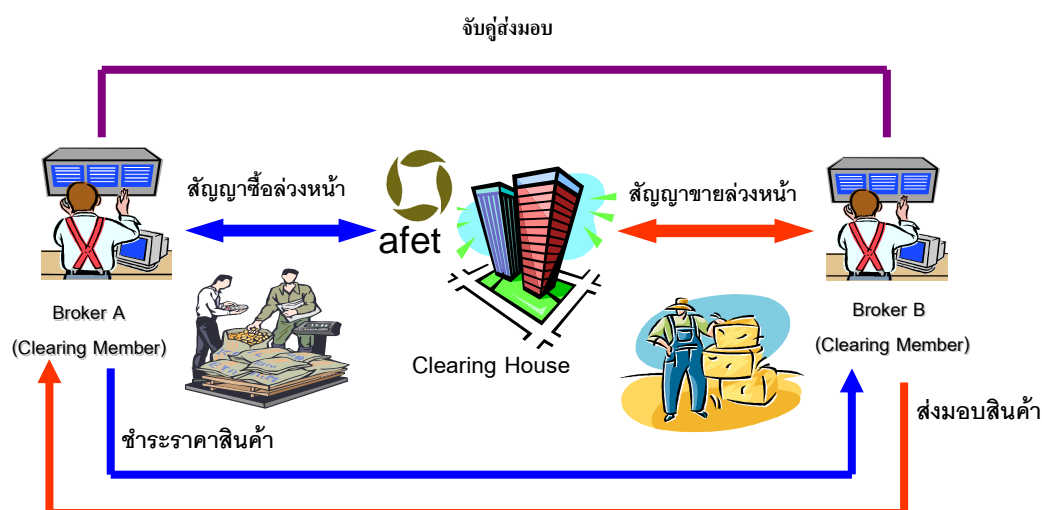 จับคู่ส่งมอบ
สัญญาซื้อล่วงหน้า
สัญญาขายล่วงหน้า
afet
Broker A
(Clearing Member)
Clearing House
Broker B
(Clearing Member)
ชำระราคาสินค้า
ส่งมอบสินค้า